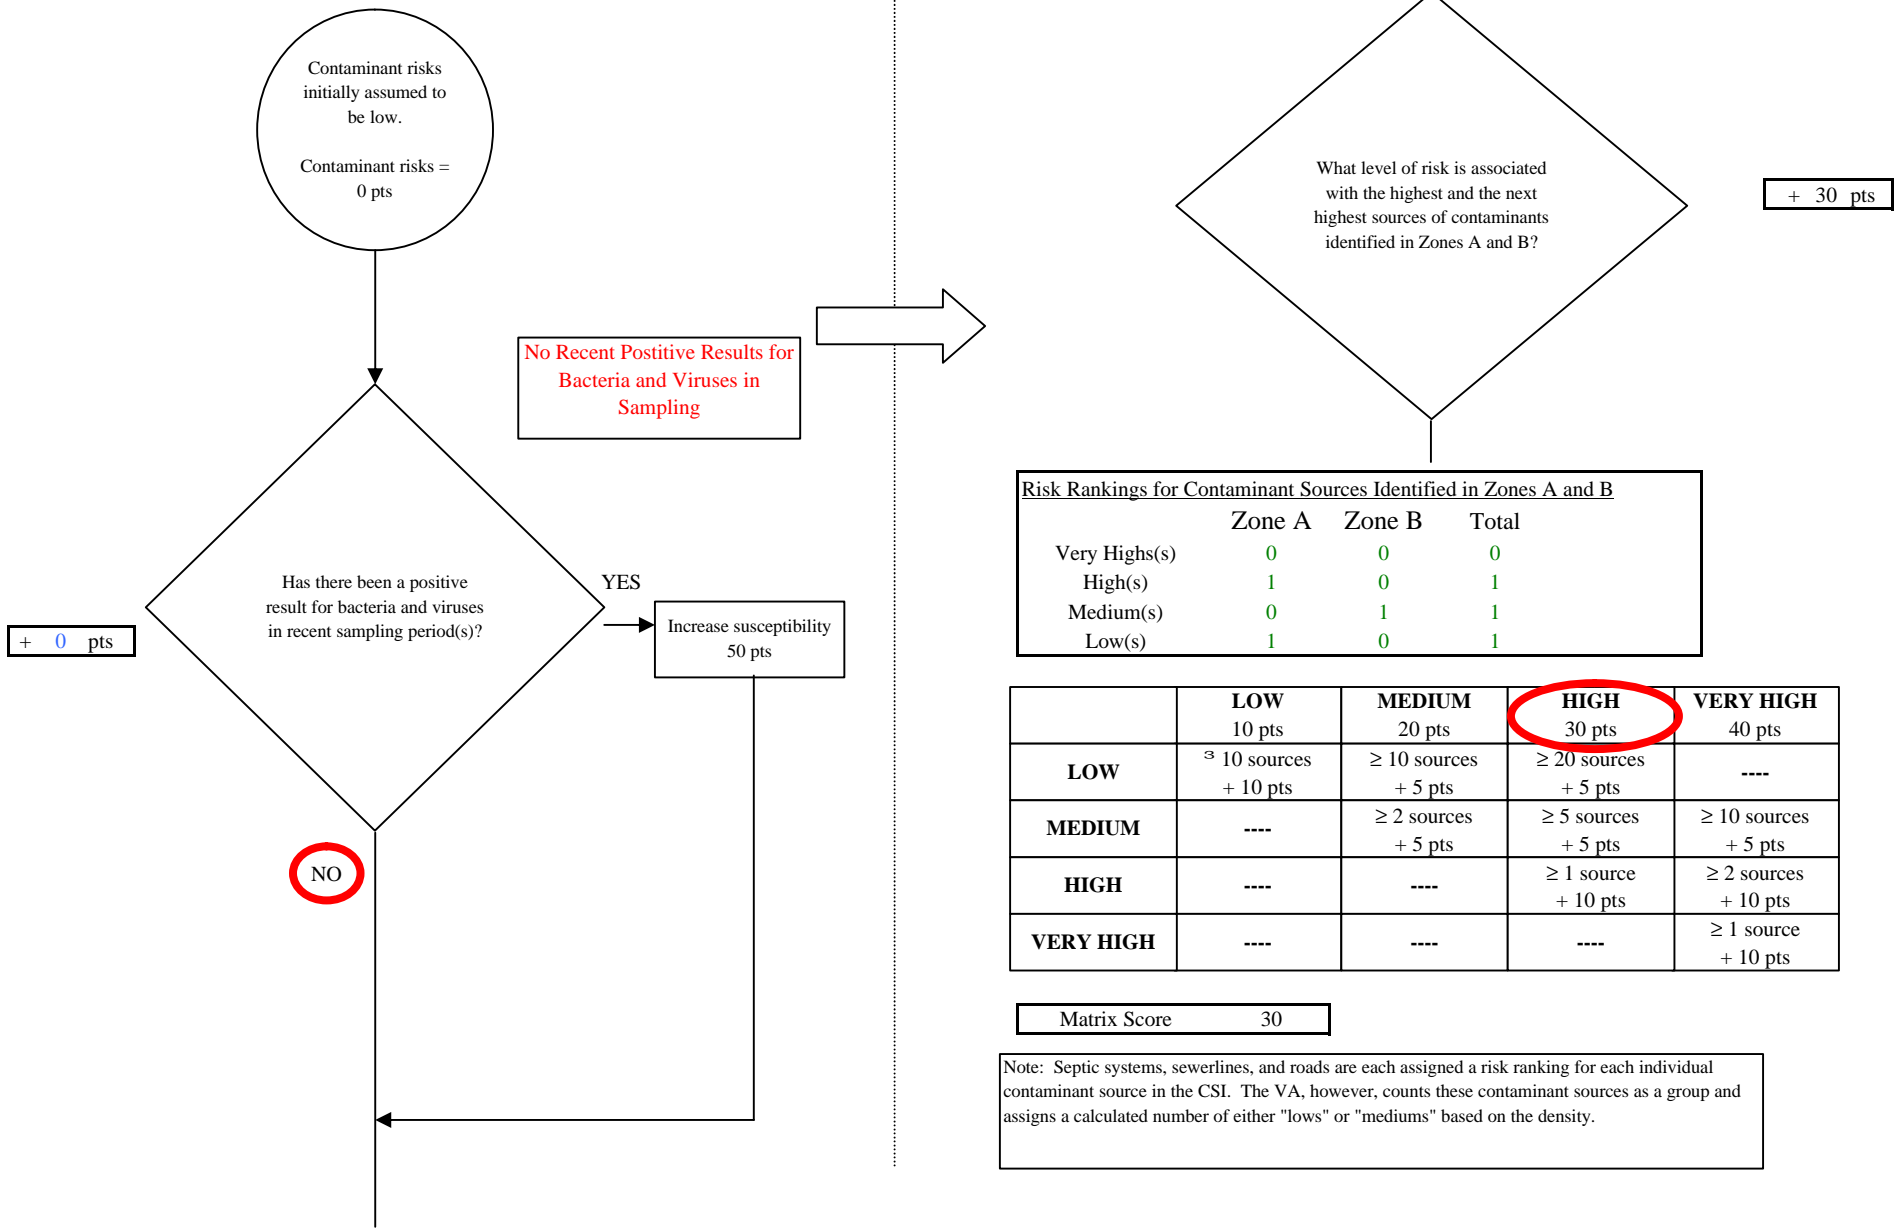 Contaminant risks
initially assumed to
be low.
Contaminant risks =
0 pts
No Recent Postitive Results for
Bacteria and Viruses in
Sampling
Has there been a positive
result for bacteria and viruses
in recent sampling period(s)?
YES
Increase susceptibility
50 pts
+ 0 pts
NO
What level of risk is associated
with the highest and the next
highest sources of contaminants
identified in Zones A and B?
+ 30 pts
Risk Rankings for Contaminant Sources Identified in Zones A and B
Zone A Zone B Total
Very Highs(s) 0 0 0
High(s) 1 0 1
Medium(s) 0 1 1
Low(s) 1 0 1
LOW MEDIUM HIGH VERY HIGH
10 pts 20 pts 30 pts 40 pts
LOW ³ 10 sources ≥ 10 sources ≥ 20 sources ----
+ 10 pts + 5 pts + 5 pts
MEDIUM ---- ≥ 2 sources ≥ 5 sources ≥ 10 sources
+ 5 pts + 5 pts + 5 pts
HIGH ---- ---- ≥ 1 source ≥ 2 sources
+ 10 pts + 10 pts
VERY HIGH ---- ---- ---- ≥ 1 source
+ 10 pts
Matrix Score 30
Note: Septic systems, sewerlines, and roads are each assigned a risk ranking for each individual
contaminant source in the CSI. The VA, however, counts these contaminant sources as a group and
assigns a calculated number of either "lows" or "mediums" based on the density.